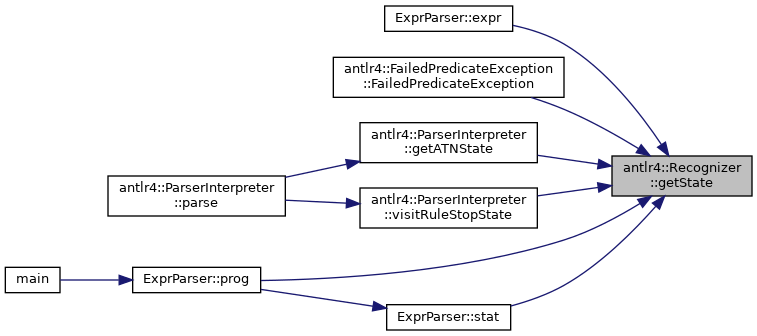 ExprParser::expr
antlr4::FailedPredicateException
::FailedPredicateException
antlr4::ParserInterpreter
::getATNState
antlr4::Recognizer
::getState
antlr4::ParserInterpreter
::parse
antlr4::ParserInterpreter
::visitRuleStopState
main
ExprParser::prog
ExprParser::stat